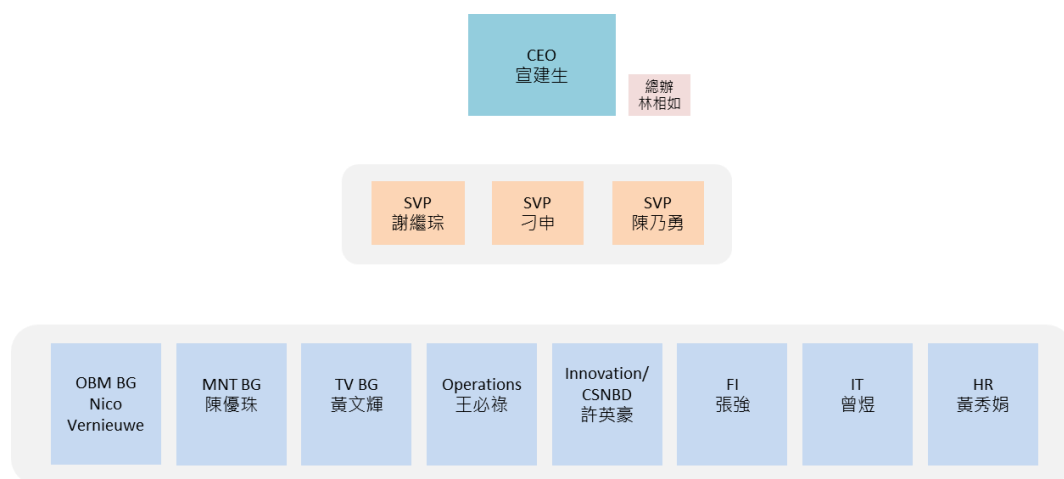 CEO
宣建生
總辦
林相如
SVP
謝繼琮
SVP
刁申
SVP
陳乃勇
OBM BG
Nico
Vernieuwe
MNT BG
陳優珠
TV BG
黃文輝
Operations
王必祿
Innovation/
CSNBD
許英豪
FI
張強
IT
曾煜
HR
黃秀娟